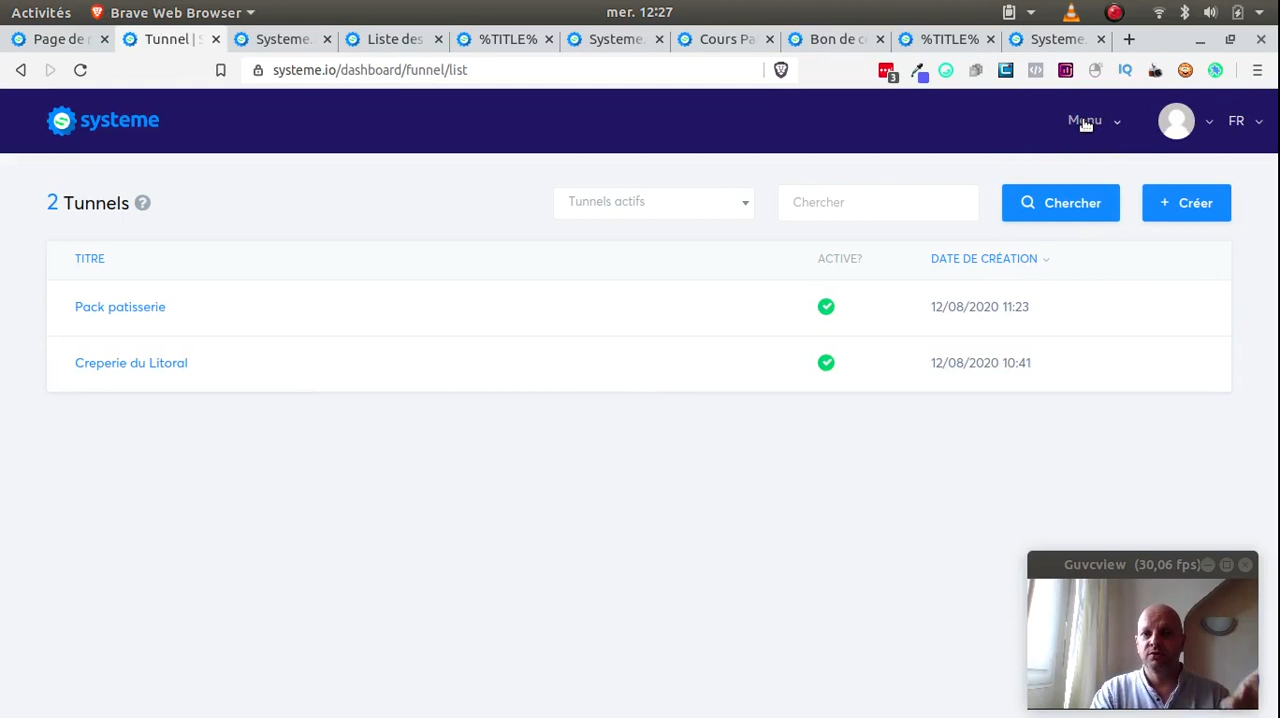 Activités Brave Web Browser mer. 12:27
Page de Tunnel | S Systeme. Liste des %TITLE% Systeme. Cours Pa Bon de c %TITLE% Systeme.
systeme.io/dashboard/funnel/list 3 IQ
systeme Menu FR
2 Tunnels ? Tunnels actifs Chercher Chercher + Créer
TITRE ACTIVE? DATE DE CRÉATION
Pack patisserie 12/08/2020 11:23
Creperie du Litoral 12/08/2020 10:41
Guvcview (30,06 fps)